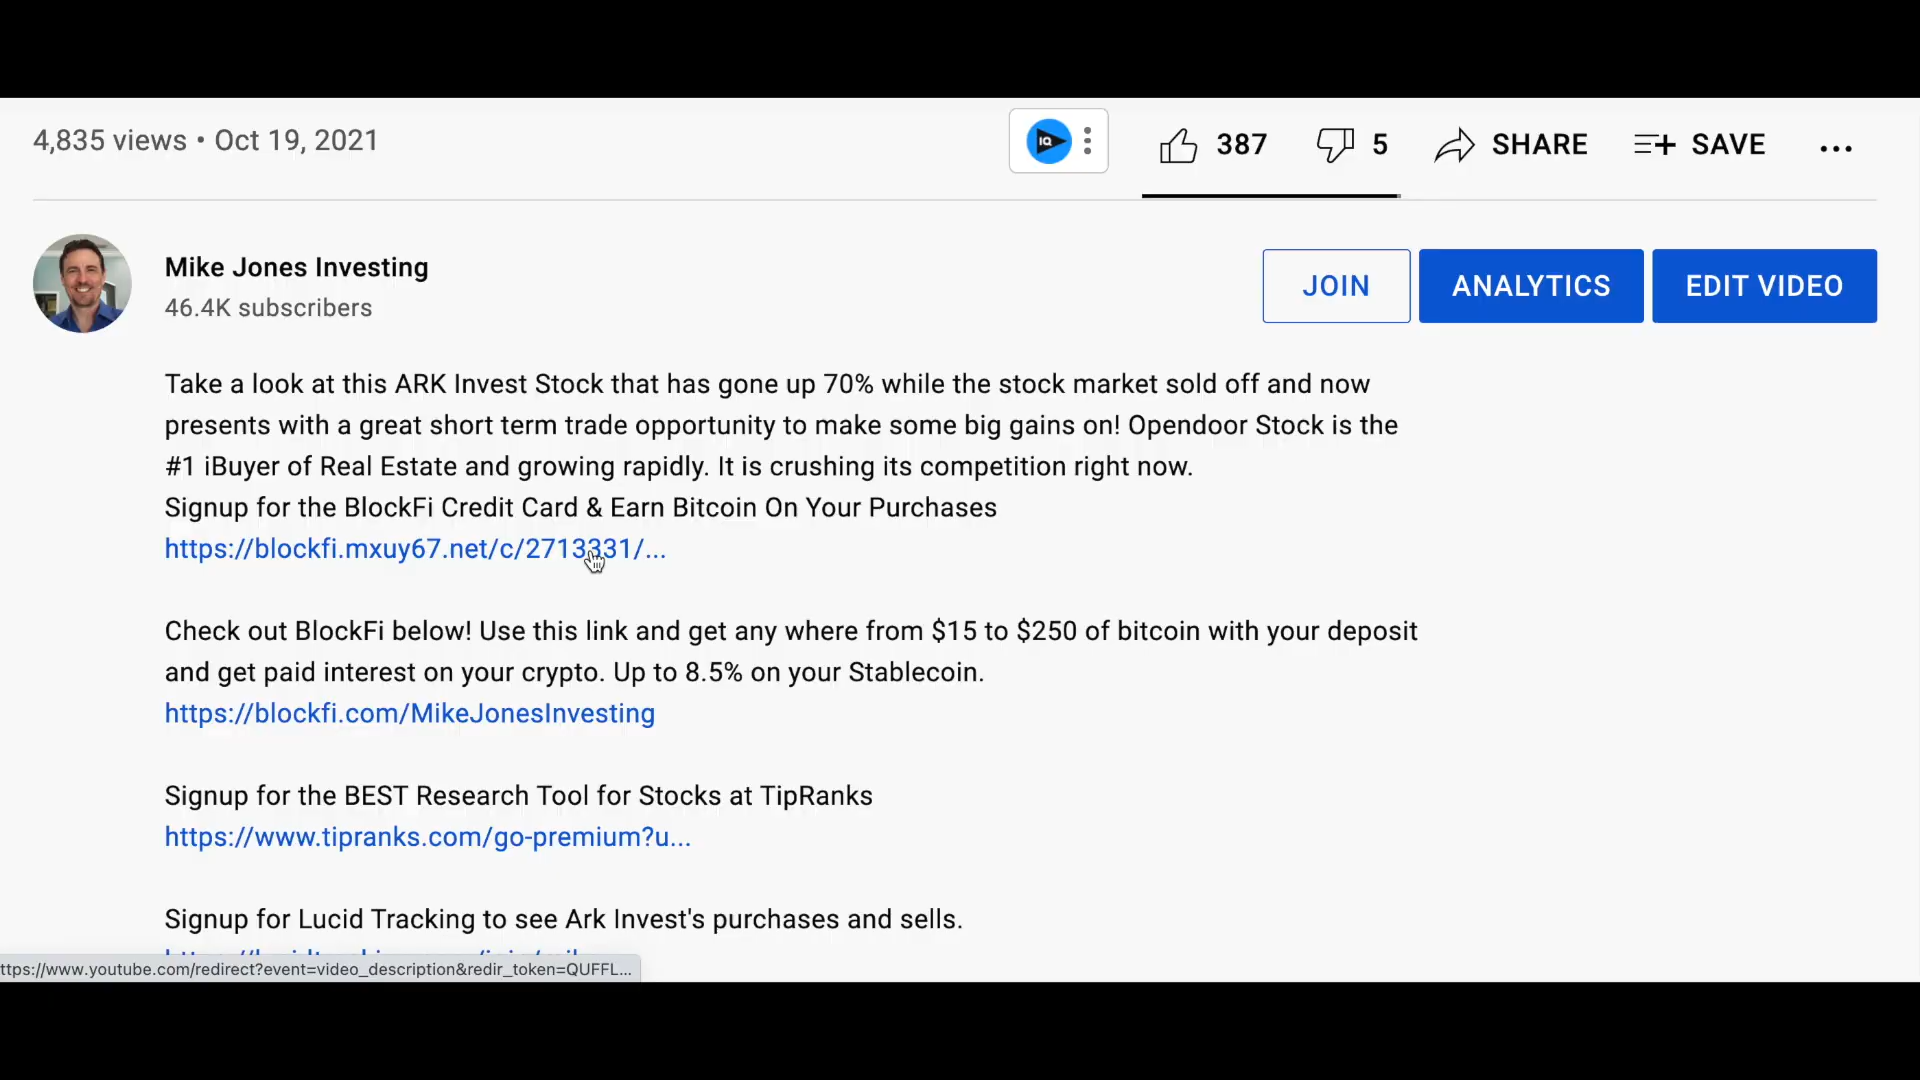 4,835 views • Oct 19, 2021
IQ
387
5
SHARE
SAVE
Mike Jones Investing
46.4K subscribers
JOIN
ANALYTICS
EDIT VIDEO
Take a look at this ARK Invest Stock that has gone up 70% while the stock market sold off and now
presents with a great short term trade opportunity to make some big gains on! Opendoor Stock is the
#1 iBuyer of Real Estate and growing rapidly. It is crushing its competition right now.
Signup for the BlockFi Credit Card & Earn Bitcoin On Your Purchases
https://blockfi.mxuy67.net/c/2713331/...
Check out BlockFi below! Use this link and get any where from $15 to $250 of bitcoin with your deposit
and get paid interest on your crypto. Up to 8.5% on your Stablecoin.
https://blockfi.com/MikeJonesInvesting
Signup for the BEST Research Tool for Stocks at TipRanks
https://www.tipranks.com/go-premium?u...
Signup for Lucid Tracking to see Ark Invest's purchases and sells.
ttps://www.youtube.com/redirect?event=video_description&redir_token=QUFFL...